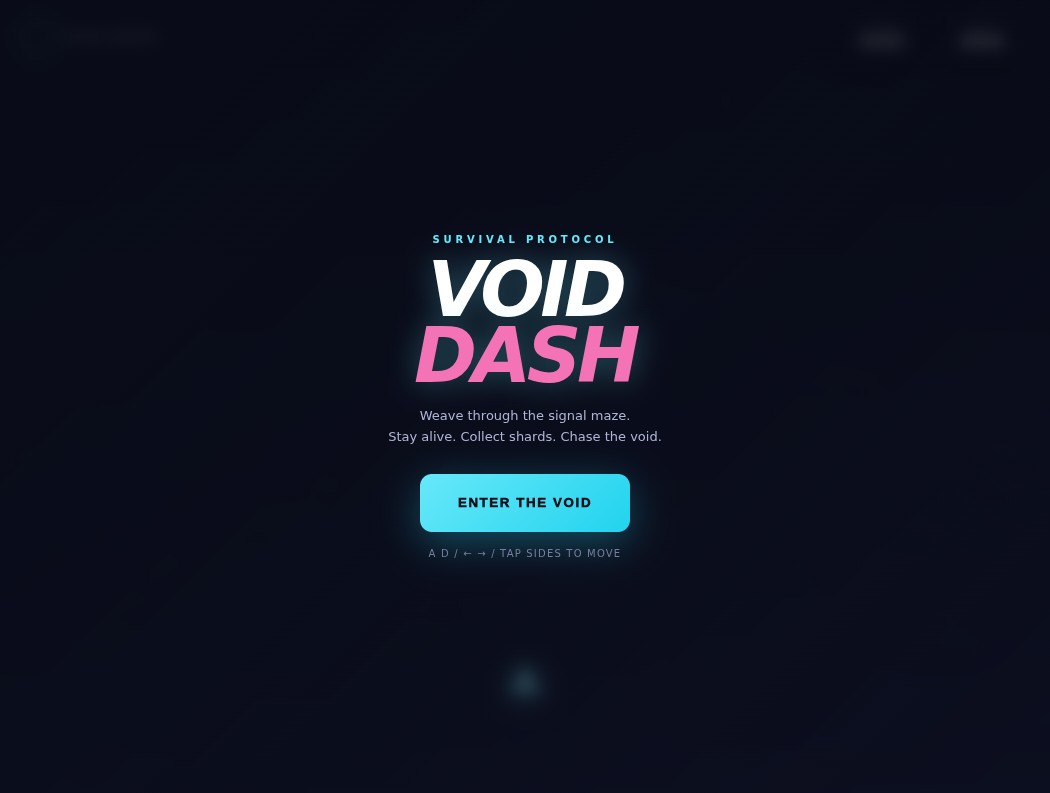 SURVIVAL PROTOCOL
VOID
DASH
Weave through the signal maze.
Stay alive. Collect shards. Chase the void.
ENTER THE VOID
A D / ← → / TAP SIDES TO MOVE